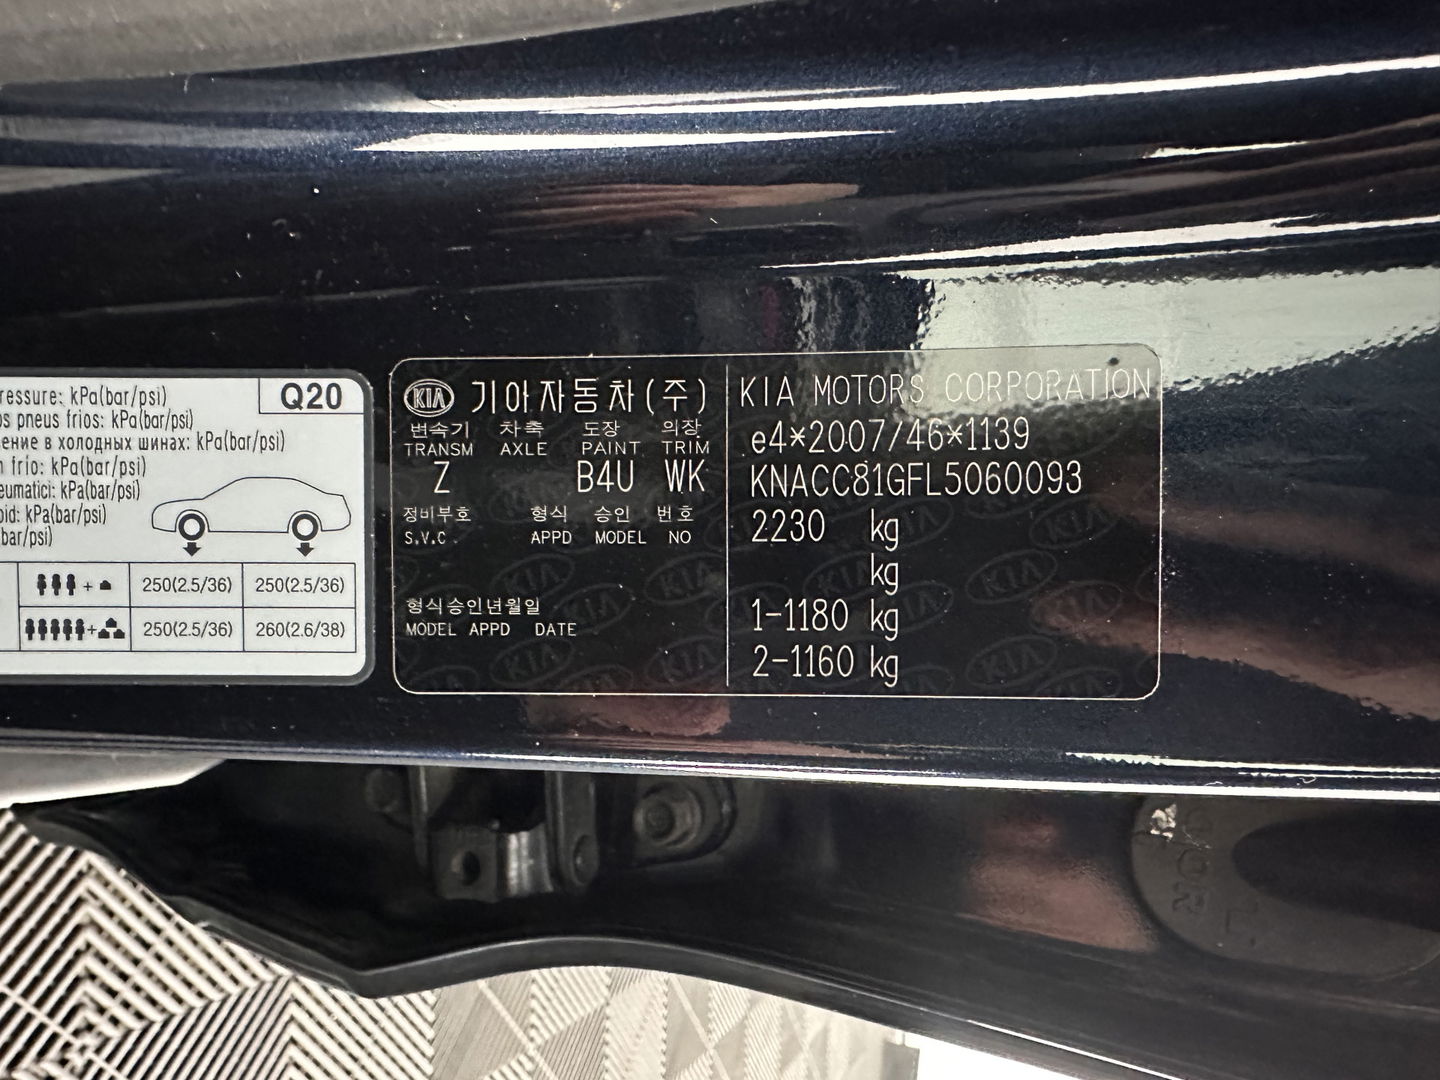 ressure: kPa(bar/psi)
Q20
os pneus frios: kPa(bar/psi)
ение в холодных шинах: kPa(bar/psi)
frío: kPa(bar/psi)
eumatici: kPa(bar/psi)
oid: kPa(bar/psi)
(bar/psi)
+ 250(2.5/36) 250(2.5/36)
+ 250(2.5/36) 260(2.6/38)
KIA 기아자동차(주)
변속기 차축 도장 의장
TRANSM AXLE PAINT TRIM
Z B4U WK
정비부호 형식 승인 번호
S.V.C. APPD MODEL NO
형식승인년월일
MODEL APPD DATE
KIA MOTORS CORPORATION
e4*2007/46*1139
KNACC81GFL5060093
2230 kg
kg
1-1180 kg
2-1160 kg